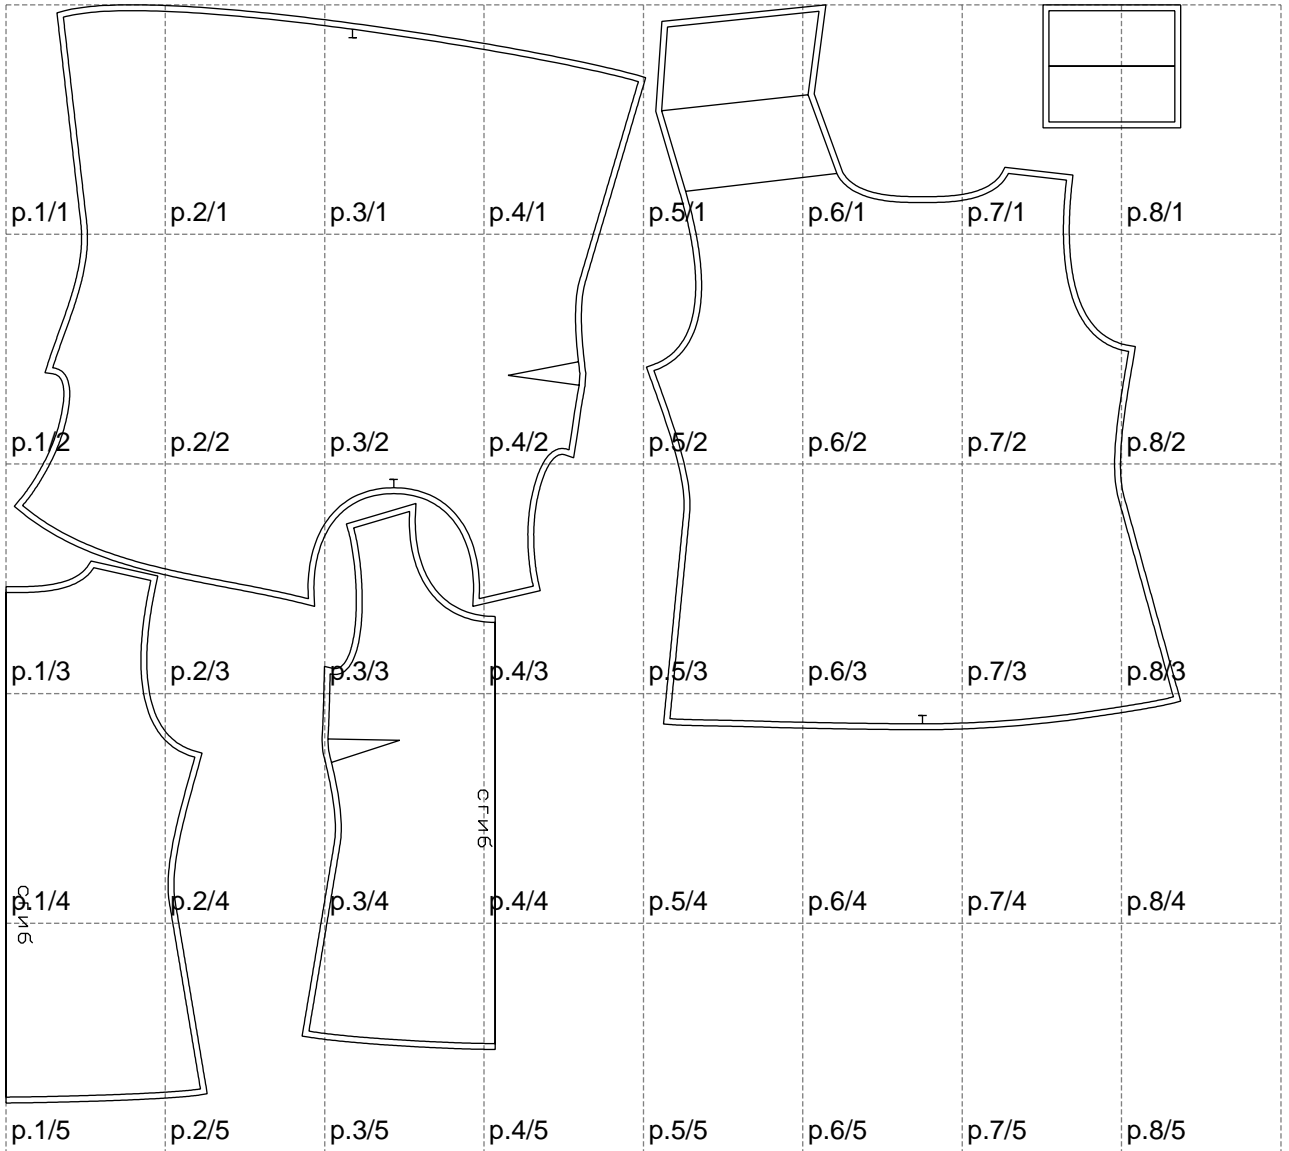 p.1/1 p.2/1 p.3/1 p.4/1 p.5/1 p.6/1 p.7/1 p.8/1
p.1/2 p.2/2 p.3/2 p.4/2 p.5/2 p.6/2 p.7/2 p.8/2
p.1/3 p.2/3 p.3/3 p.4/3 p.5/3 p.6/3 p.7/3 p.8/3
сгиб
p.1/4 p.2/4 p.3/4 p.4/4 p.5/4 p.6/4 p.7/4 p.8/4
сгиб
p.1/5 p.2/5 p.3/5 p.4/5 p.5/5 p.6/5 p.7/5 p.8/5